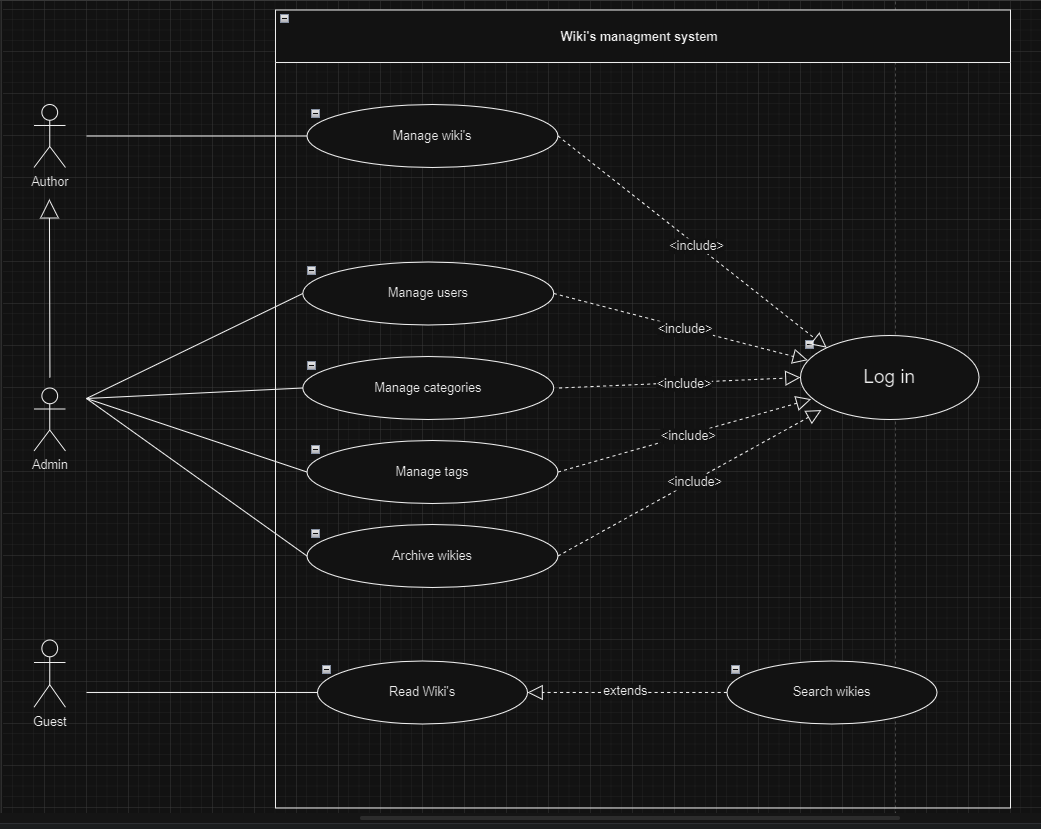 Wiki's managment system
Manage wiki's
Author
<include>
Manage users
<include>
Log in
Manage categories
<include>
Admin
Manage tags
<include>
<include>
Archive wikies
Read Wiki's
extends
Search wikies
Guest